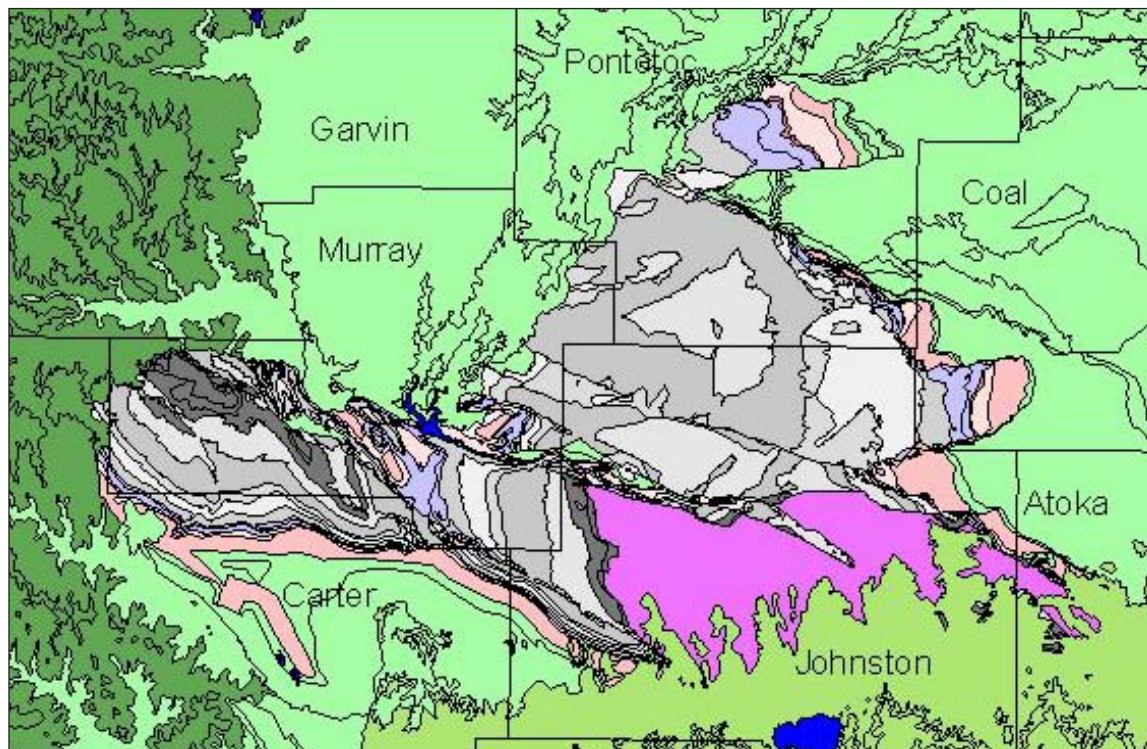 Pontotoc
Garvin
Coal
Murray
Atoka
Carter
Johnston